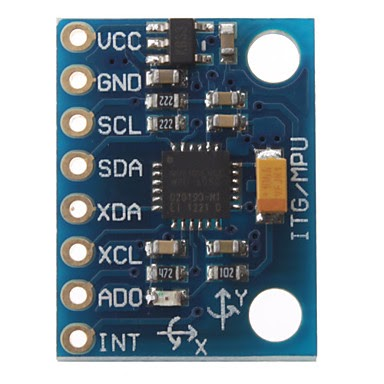 VCC
GND
SCL
SDA
XDA
XCL
ADO
INT
222
222
472
102
ITG/MPU
Y
X